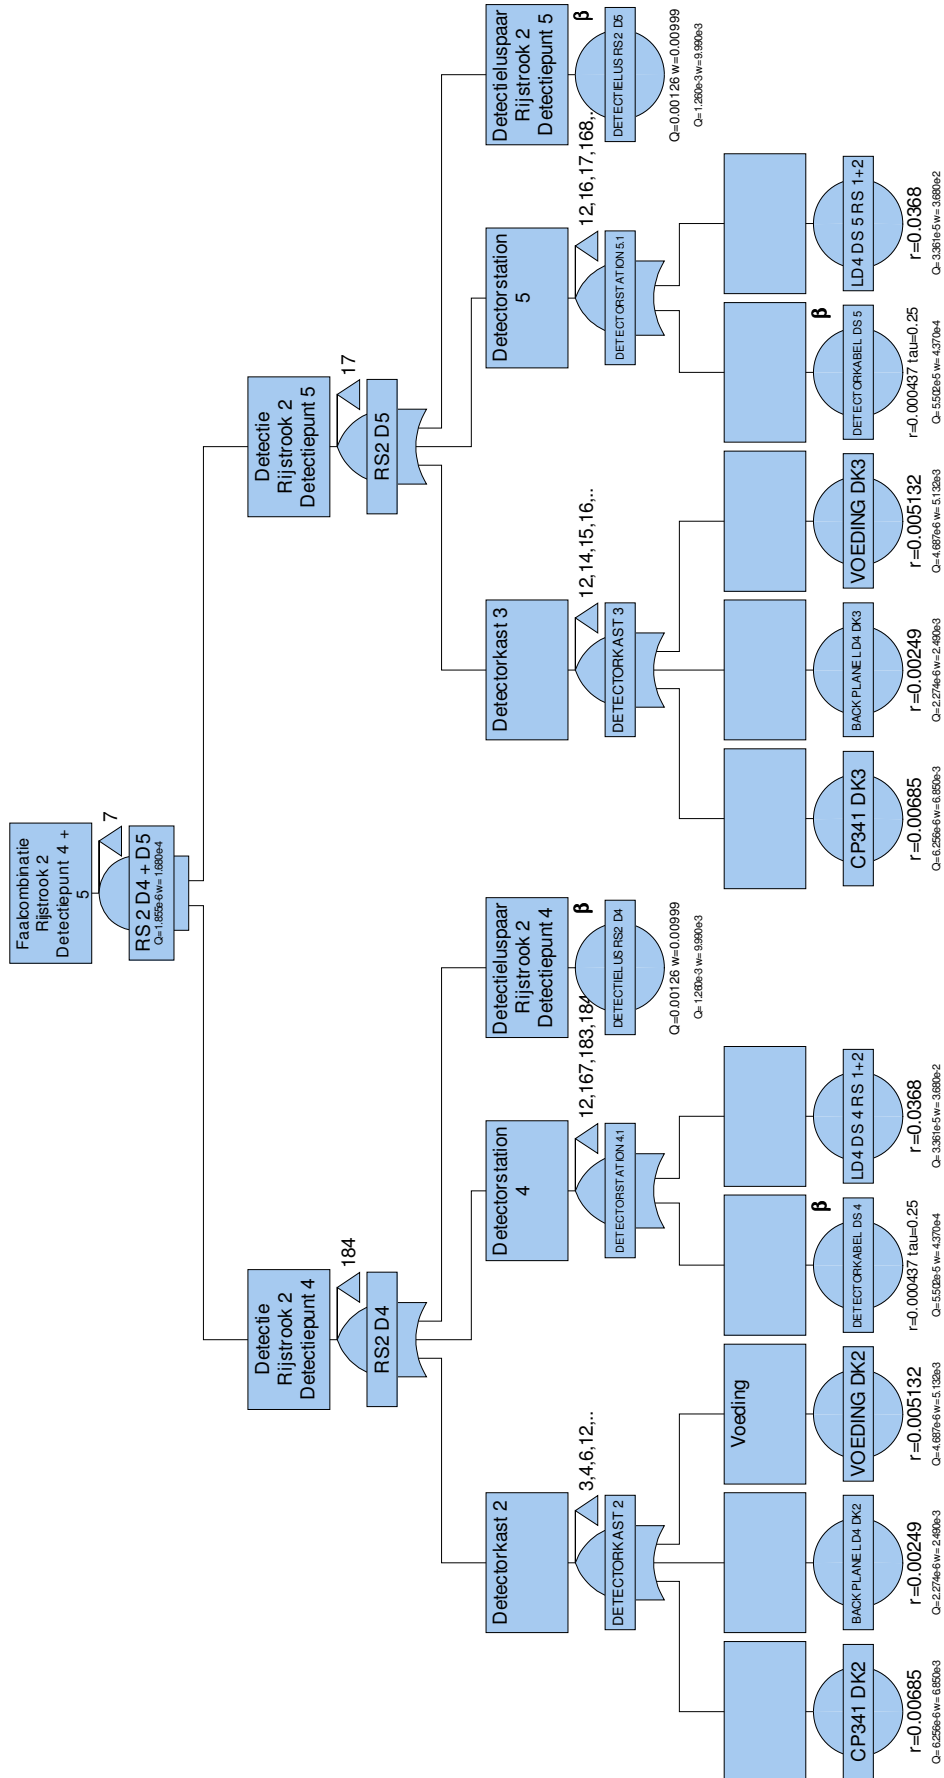 Faalcombinatie
Rijstrook 2
Detectiepunt 4 +
5
7
RS 2 D4 + D5
Q=1.855e-6 w= 1.680e-4
Detectie
Rijstrook 2
Detectiepunt 4
184
RS2 D4
Detectie
Rijstrook 2
Detectiepunt 5
17
RS2 D5
Detectorkast 2
3,4,6,12,..
DETECTORKAST 2
Detectorstation
4
12,167,183,184
DETECTORSTATION 4.1
Detectieluspaar
Rijstrook 2
Detectiepunt 4
β
DETECTIELUS RS2 D4
Q=0.00126 w=0.00999
Q=1.260e-3 w=9.990e-3
Detectorkast 3
12,14,15,16,..
DETECTORKAST 3
Detectorstation
5
12,16,17,168,..
DETECTORSTATION 5.1
Detectieluspaar
Rijstrook 2
Detectiepunt 5
β
DETECTIELUS RS2 D5
Q=0.00126 w=0.00999
Q=1.260e-3 w=9.990e-3
CP341 DK2
r=0.00685
Q=6.256e-6 w=6.850e-3
BACKPLANE LD4 DK2
r=0.00249
Q=2.274e-6 w=2.490e-3
Voeding
VOEDING DK2
r=0.005132
Q=4.687e-6 w=5.132e-3
β
DETECTORKABEL DS 4
r=0.000437 tau=0.25
Q=5.502e-5 w=4.370e-4
LD4 DS 4 RS 1+2
r=0.0368
Q=3.361e-5 w=3.680e-2
CP341 DK3
r=0.00685
Q=6.256e-6 w=6.850e-3
BACKPLANE LD4 DK3
r=0.00249
Q=2.274e-6 w=2.490e-3
VOEDING DK3
r=0.005132
Q=4.687e-6 w=5.132e-3
β
DETECTORKABEL DS 5
r=0.000437 tau=0.25
Q=5.502e-5 w=4.370e-4
LD4 DS 5 RS 1+2
r=0.0368
Q=3.361e-5 w=3.680e-2